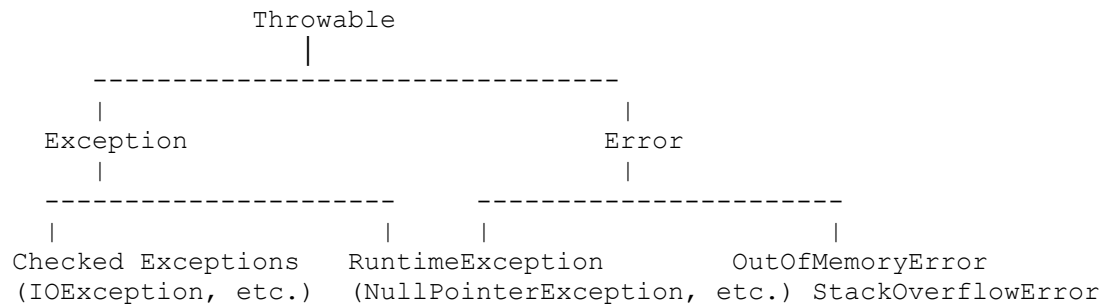 Throwable
Exception Error
Checked Exceptions RuntimeException OutOfMemoryError
(IOException, etc.) (NullPointerException, etc.) StackOverflowError